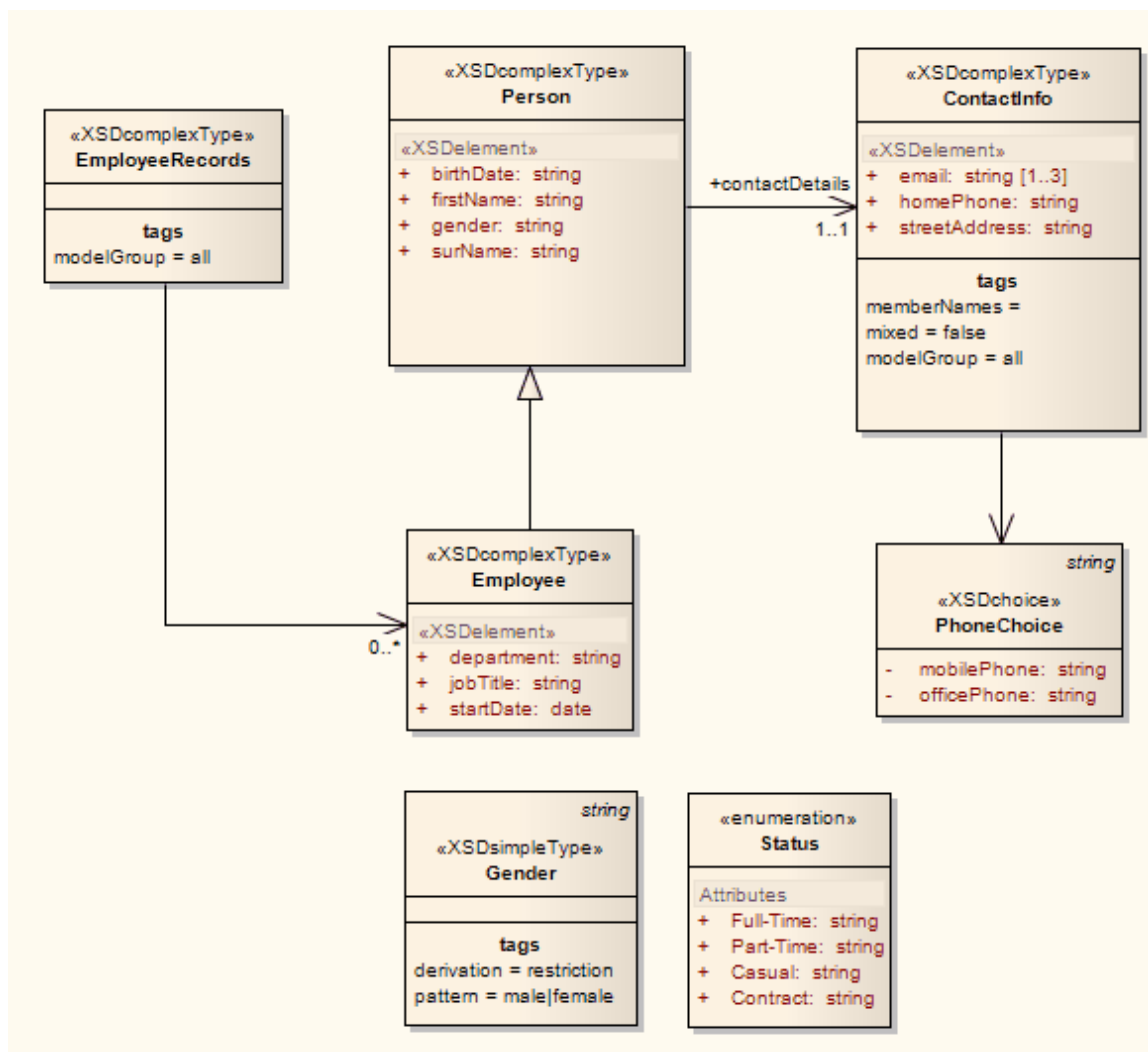 «XSDcomplexType»
EmployeeRecords
tags
modelGroup = all
«XSDcomplexType»
Person
«XSDelement»
+ birthDate: string
+ firstName: string
+ gender: string
+ surName: string
+contactDetails
1..1
«XSDcomplexType»
ContactInfo
«XSDelement»
+ email: string [1..3]
+ homePhone: string
+ streetAddress: string
tags
memberNames =
mixed = false
modelGroup = all
0..*
«XSDcomplexType»
Employee
«XSDelement»
+ department: string
+ jobTitle: string
+ startDate: date
string
«XSDchoice»
PhoneChoice
- mobilePhone: string
- officePhone: string
string
«XSDsimpleType»
Gender
tags
derivation = restriction
pattern = male|female
«enumeration»
Status
Attributes
+ Full-Time: string
+ Part-Time: string
+ Casual: string
+ Contract: string